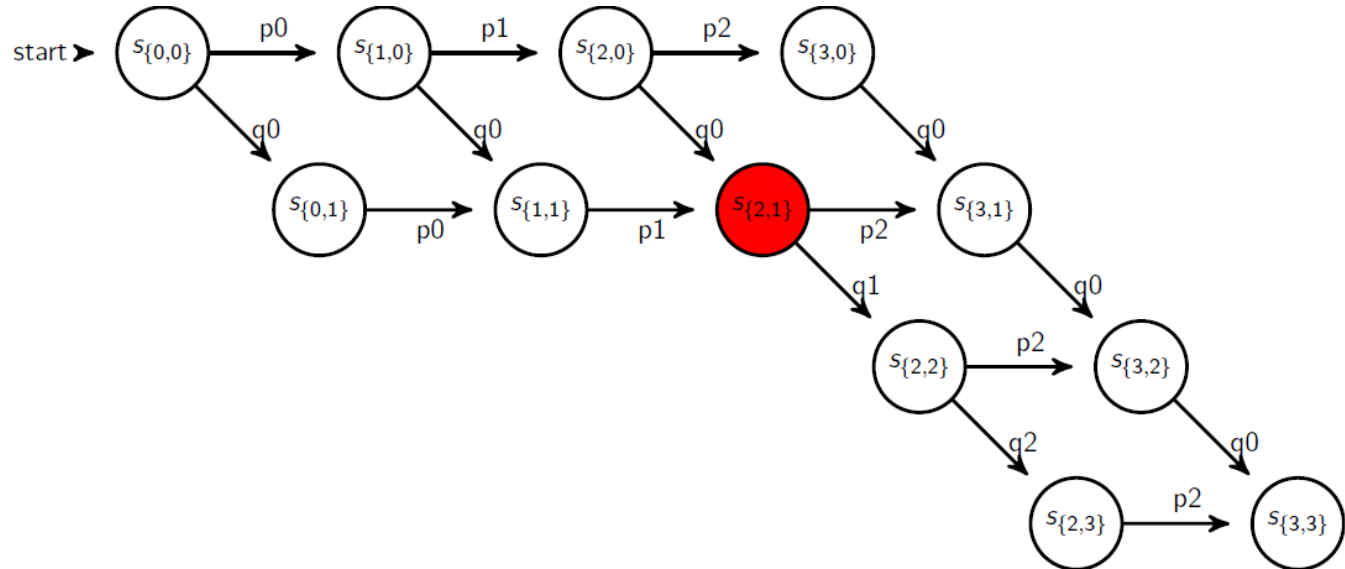 p0 p1 p2
start S{0,0} S{1,0} S{2,0} S{3,0}
q0 q0 q0 q0
S{0,1} S{1,1} S{2,1} S{3,1}
p0 p1 p2
q1 q0
p2
S{2,2} S{3,2}
q2 q0
p2
S{2,3} S{3,3}